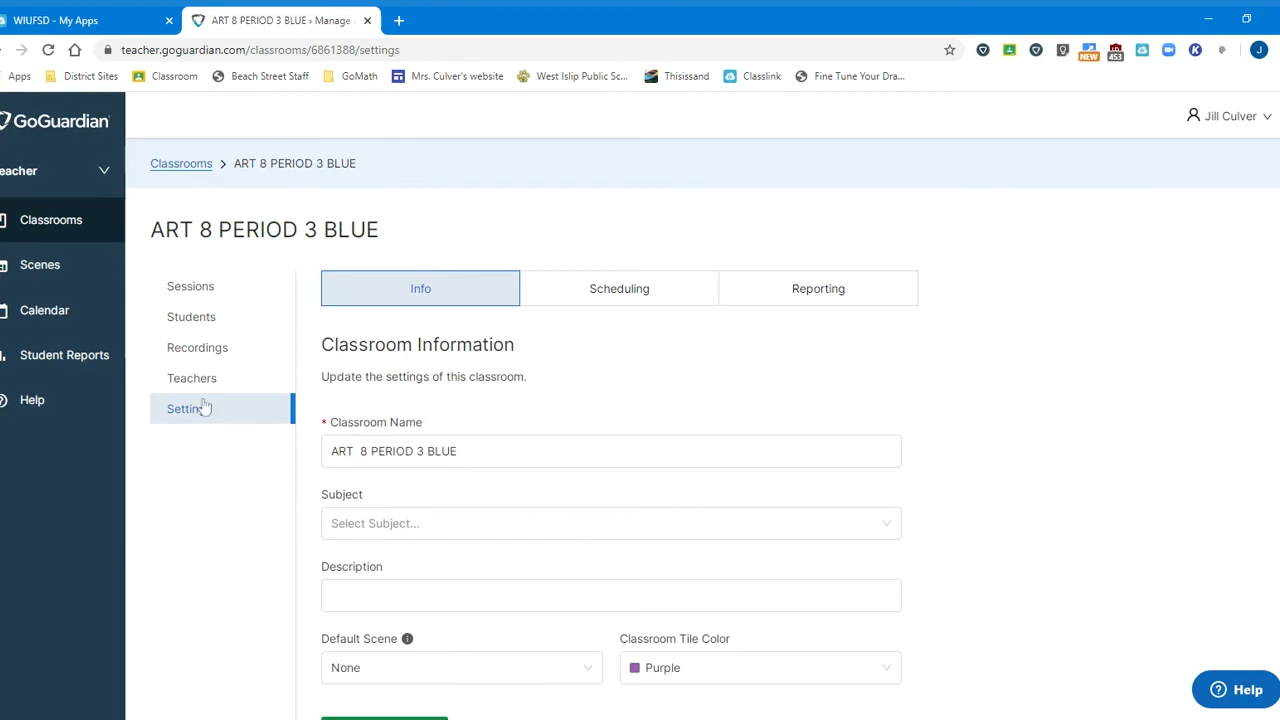 WIUFSD - My Apps
ART 8 PERIOD 3 BLUE › Manage
teacher.goguardian.com/classrooms/6861388/settings
NEW
453
J
Apps
District Sites
Classroom
Beach Street Staff
GoMath
Mrs. Culver's website
West Islip Public Sc...
Thisissand
Classlink
Fine Tune Your Dra...
GoGuardian
Jill Culver
eacher
Classrooms
Scenes
Calendar
Student Reports
Help
Classrooms > ART 8 PERIOD 3 BLUE
ART 8 PERIOD 3 BLUE
Sessions
Students
Recordings
Teachers
Settin
Info
Scheduling
Reporting
Classroom Information
Update the settings of this classroom.
* Classroom Name
ART 8 PERIOD 3 BLUE
Subject
Select Subject...
Description
Default Scene
None
Classroom Tile Color
Purple
Help